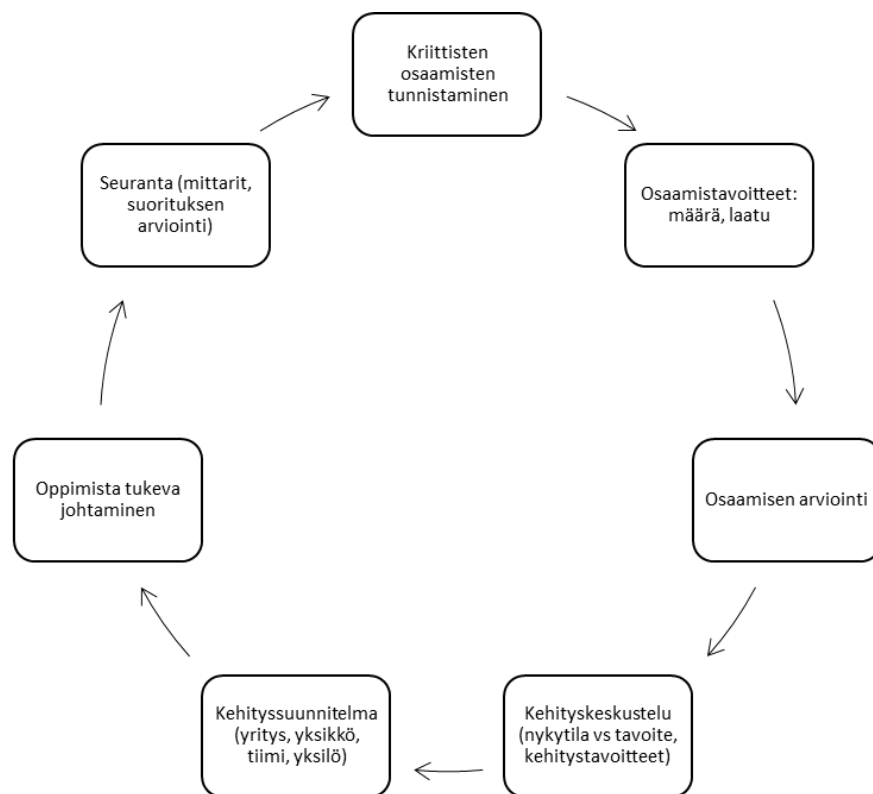 Kriittisten
osaamisten
tunnistaminen
Osaamistavoitteet:
määrä, laatu
Osaamisen arviointi
Kehityskeskustelu
(nykytila vs tavoite,
kehitystavoitteet)
Kehityssuunnitelma
(yritys, yksikkö,
tiimi, yksilö)
Oppimista tukeva
johtaminen
Seuranta (mittarit,
suorituksen
arviointi)